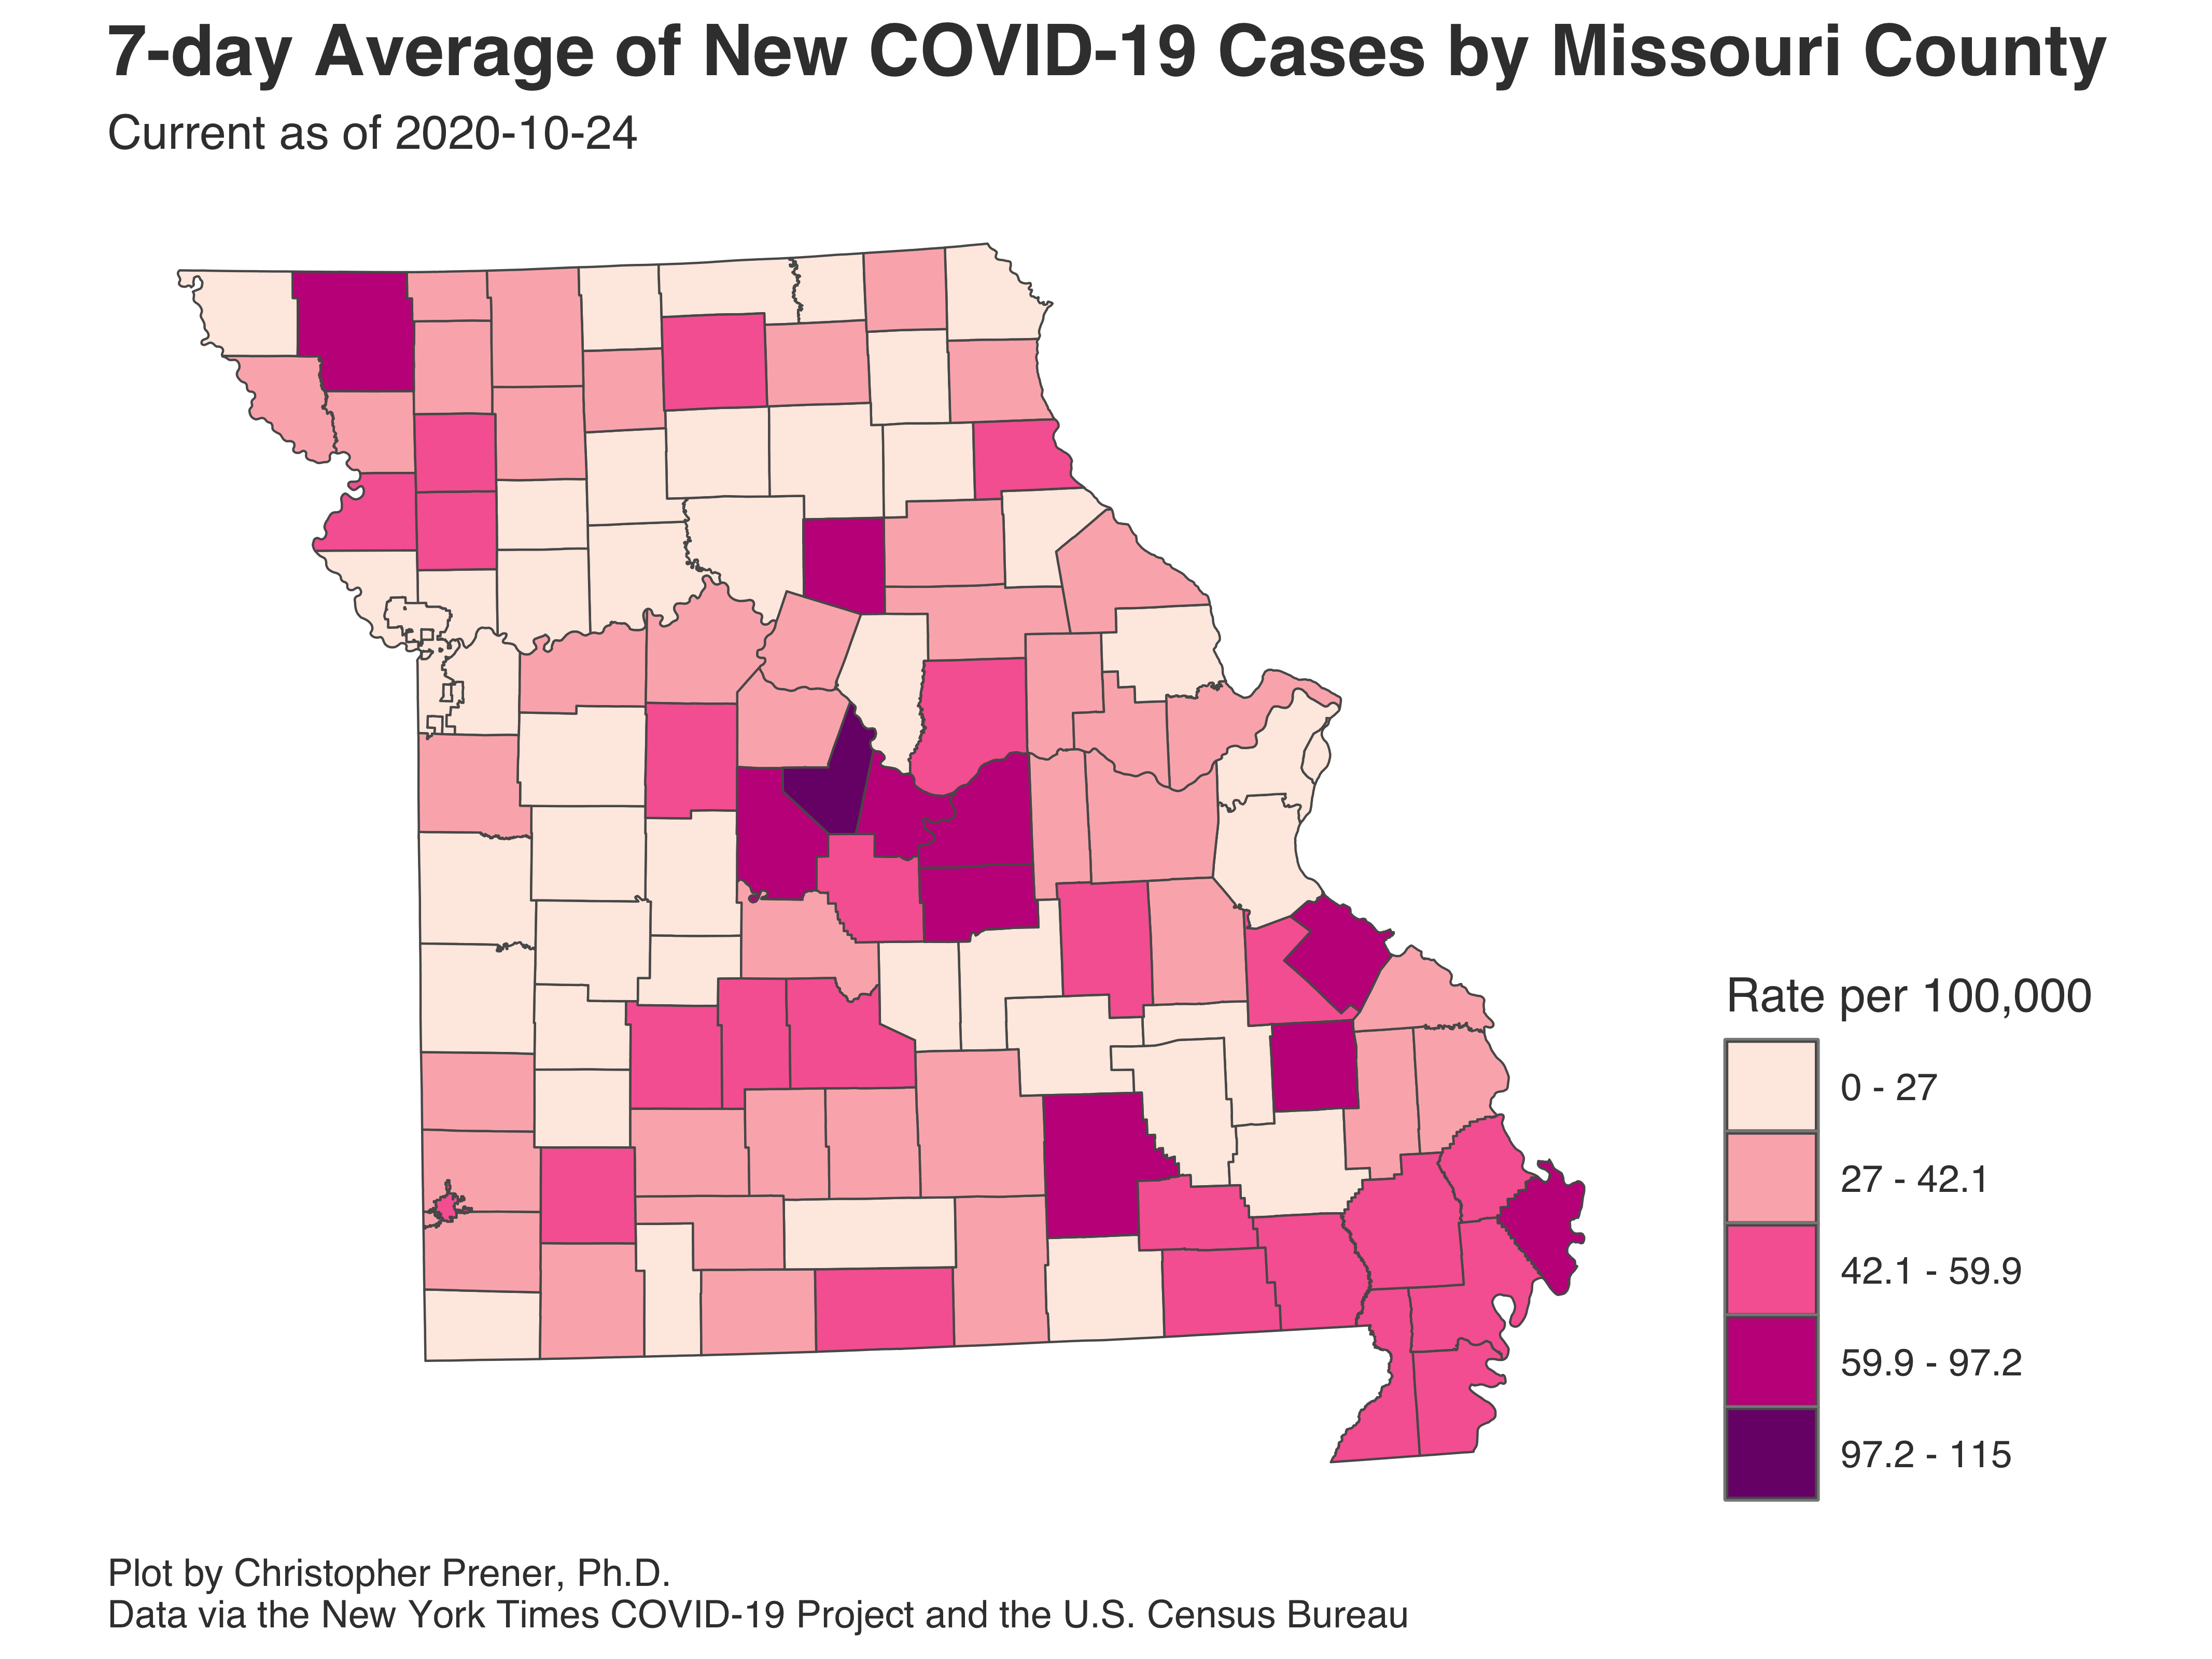 7-day Average of New COVID-19 Cases by Missouri County
Current as of 2020-10-24
Rate per 100,000
0 - 27
27 - 42.1
42.1 - 59.9
59.9 - 97.2
97.2 - 115
Plot by Christopher Prener, Ph.D.
Data via the New York Times COVID-19 Project and the U.S. Census Bureau